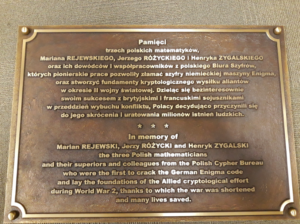 Pamięci
trzech polskich matematyków,
Mariana REJEWSKIEGO, Jerzego RÓŻYCKIEGO i Henryka ZYGALSKIEGO
oraz ich dowódców i współpracowników z polskiego Biura Szyfrów,
których pionierskie prace pozwoliły złamać szyfry niemieckiej maszyny Enigma,
oraz stworzyć fundamenty kryptologicznego wysiłku aliantów
w okresie II wojny światowej. Dzieląc się bezinteresownie
swoim sukcesem z brytyjskimi i francuskimi sojusznikami
w przededniu wybuchu konfliktu, Polacy decydująco przyczynili się
do jego skrócenia i uratowania milionów istnień ludzkich.
* * *
In memory of
Marian REJEWSKI, Jerzy RÓŻYCKI and Henryk ZYGALSKI
the three Polish mathematicians
and their superiors and colleagues from the Polish Cypher Bureau
who were the first to crack the German Enigma code
and lay the foundations of the Allied cryptological effort
during World War 2, thanks to which the war was shortened
and many lives saved.